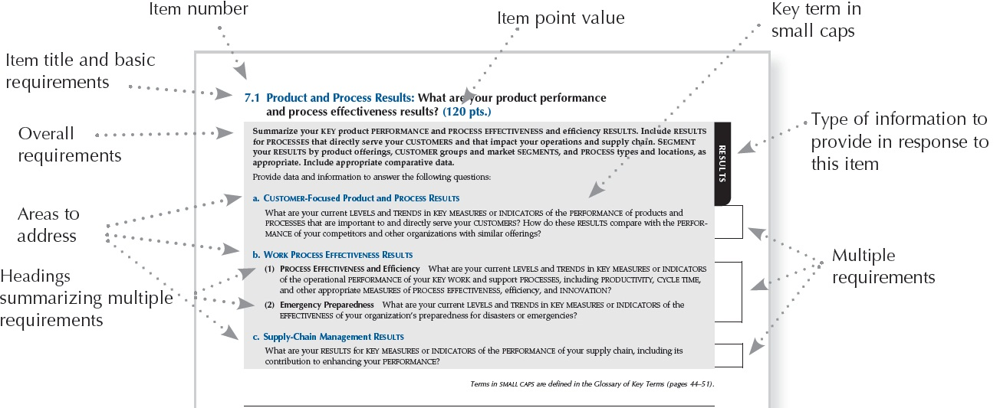 Item number
Item point value
Key term in
small caps
Item title and basic
requirements
7.1 Product and Process Results: What are your product performance
and process effectiveness results? (120 pts.)
Overall
requirements
Summarize your KEY product PERFORMANCE and PROCESS EFFECTIVENESS and efficiency RESULTS. Include RESULTS
for PROCESSES that directly serve your CUSTOMERS and that impact your operations and supply chain. SEGMENT
your RESULTS by product offerings, CUSTOMER groups and market SEGMENTS, and PROCESS types and locations, as
appropriate. Include appropriate comparative data.
Provide data and information to answer the following questions:
RESULTS
Type of information to
provide in response to
this item
Areas to
address
a. CUSTOMER-Focused Product and PROCESS RESULTS
What are your current LEVELS and TRENDS in KEY MEASURES or INDICATORS of the PERFORMANCE of products and
PROCESSES that are important to and directly serve your CUSTOMERS? How do these RESULTS compare with the PERFOR-
MANCE of your competitors and other organizations with similar offerings?
b. WORK PROCESS EFFECTIVENESS RESULTS
Headings
summarizing multiple
requirements
(1) PROCESS EFFECTIVENESS and Efficiency What are your current LEVELS and TRENDS in KEY MEASURES or INDICATORS
of the operational PERFORMANCE of your KEY WORK and support PROCESSES, including PRODUCTIVITY, CYCLE TIME,
and other appropriate MEASURES of PROCESS EFFECTIVENESS, efficiency, and INNOVATION?
(2) Emergency Preparedness What are your current LEVELS and TRENDS in KEY MEASURES or INDICATORS of the
EFFECTIVENESS of your organization's preparedness for disasters or emergencies?
Multiple
requirements
c. Supply-Chain Management RESULTS
What are your RESULTS for KEY MEASURES or INDICATORS of the PERFORMANCE of your supply chain, including its
contribution to enhancing your PERFORMANCE?
Terms in SMALL CAPS are defined in the Glossary of Key Terms (pages 44–51).